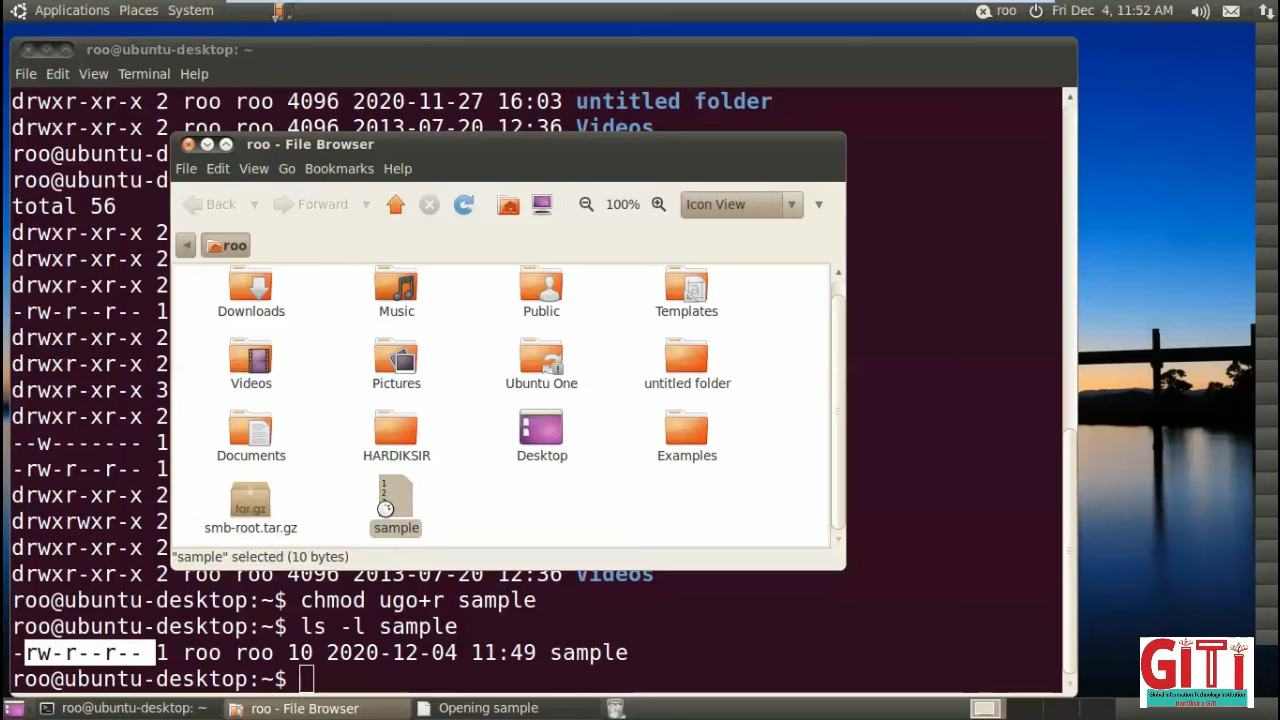 Applications Places System
roo Fri Dec 4, 11:52 AM
roo@ubuntu-desktop: ~
File Edit View Terminal Help
drwxr-xr-x 2 roo roo 4096 2020-11-27 16:03 untitled folder
drwxr-xr-x 2 roo roo 4096 2013-07-20 12:36 Videos
roo@ubuntu-d
roo@ubuntu-d
total 56
drwxr-xr-x 2
drwxr-xr-x 2
drwxr-xr-x 2
-rw-r--r-- 1
drwxr-xr-x 2
drwxr-xr-x 2
drwxr-xr-x 3
drwxr-xr-x 2
--w------- 1
-rw-r--r-- 1
drwxr-xr-x 2
drwxrwxr-x 2
drwxr-xr-x 2
drwxr-xr-x 2 roo roo 4096 2013-07-20 12:36 Videos
roo@ubuntu-desktop:~$ chmod ugo+r sample
roo@ubuntu-desktop:~$ ls -l sample
-rw-r--r-- 1 roo roo 10 2020-12-04 11:49 sample
roo@ubuntu-desktop:~$
roo - File Browser
File Edit View Go Bookmarks Help
Back Forward 100% Icon View
roo
Downloads Music Public Templates
Videos Pictures Ubuntu One untitled folder
Documents HARDIKSIR Desktop Examples
tar.gz
smb-root.tar.gz sample
"sample" selected (10 bytes)
GITI
Global Information Technology Institution
Hardiksir's GITI
roo@ubuntu-desktop: ~ roo - File Browser Opening sample